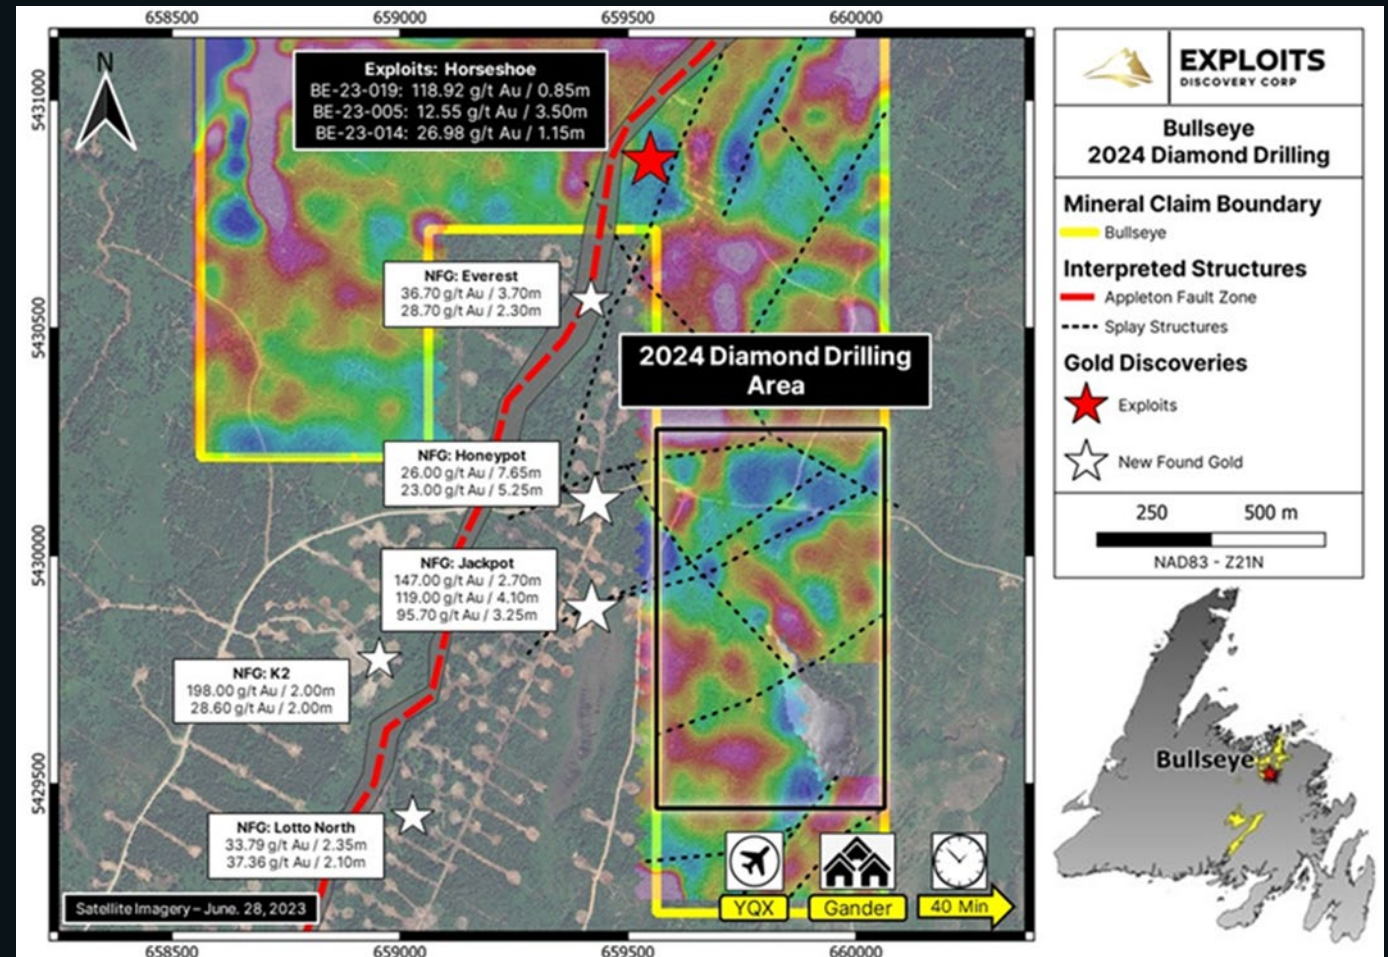 658500
659000
659500
660000
5431000
5430500
5430000
5429500
N
Exploits: Horseshoe
BE-23-019: 118.92 g/t Au / 0.85m
BE-23-005: 12.55 g/t Au / 3.50m
BE-23-014: 26.98 g/t Au / 1.15m
NFG: Everest
36.70 g/t Au / 3.70m
28.70 g/t Au / 2.30m
2024 Diamond Drilling
Area
NFG: Honeypot
26.00 g/t Au / 7.65m
23.00 g/t Au / 5.25m
NFG: Jackpot
147.00 g/t Au / 2.70m
119.00 g/t Au / 4.10m
95.70 g/t Au / 3.25m
NFG: K2
198.00 g/t Au / 2.00m
28.60 g/t Au / 2.00m
NFG: Lotto North
33.79 g/t Au / 2.35m
37.36 g/t Au / 2.10m
Satellite Imagery – June. 28, 2023
YQX
Gander
40 Min
658500
659000
659500
660000
EXPLOITS
DISCOVERY CORP
Bullseye
2024 Diamond Drilling
Mineral Claim Boundary
Bullseye
Interpreted Structures
Appleton Fault Zone
Splay Structures
Gold Discoveries
Exploits
New Found Gold
250
500 m
NAD83 - Z21N
Bullseye